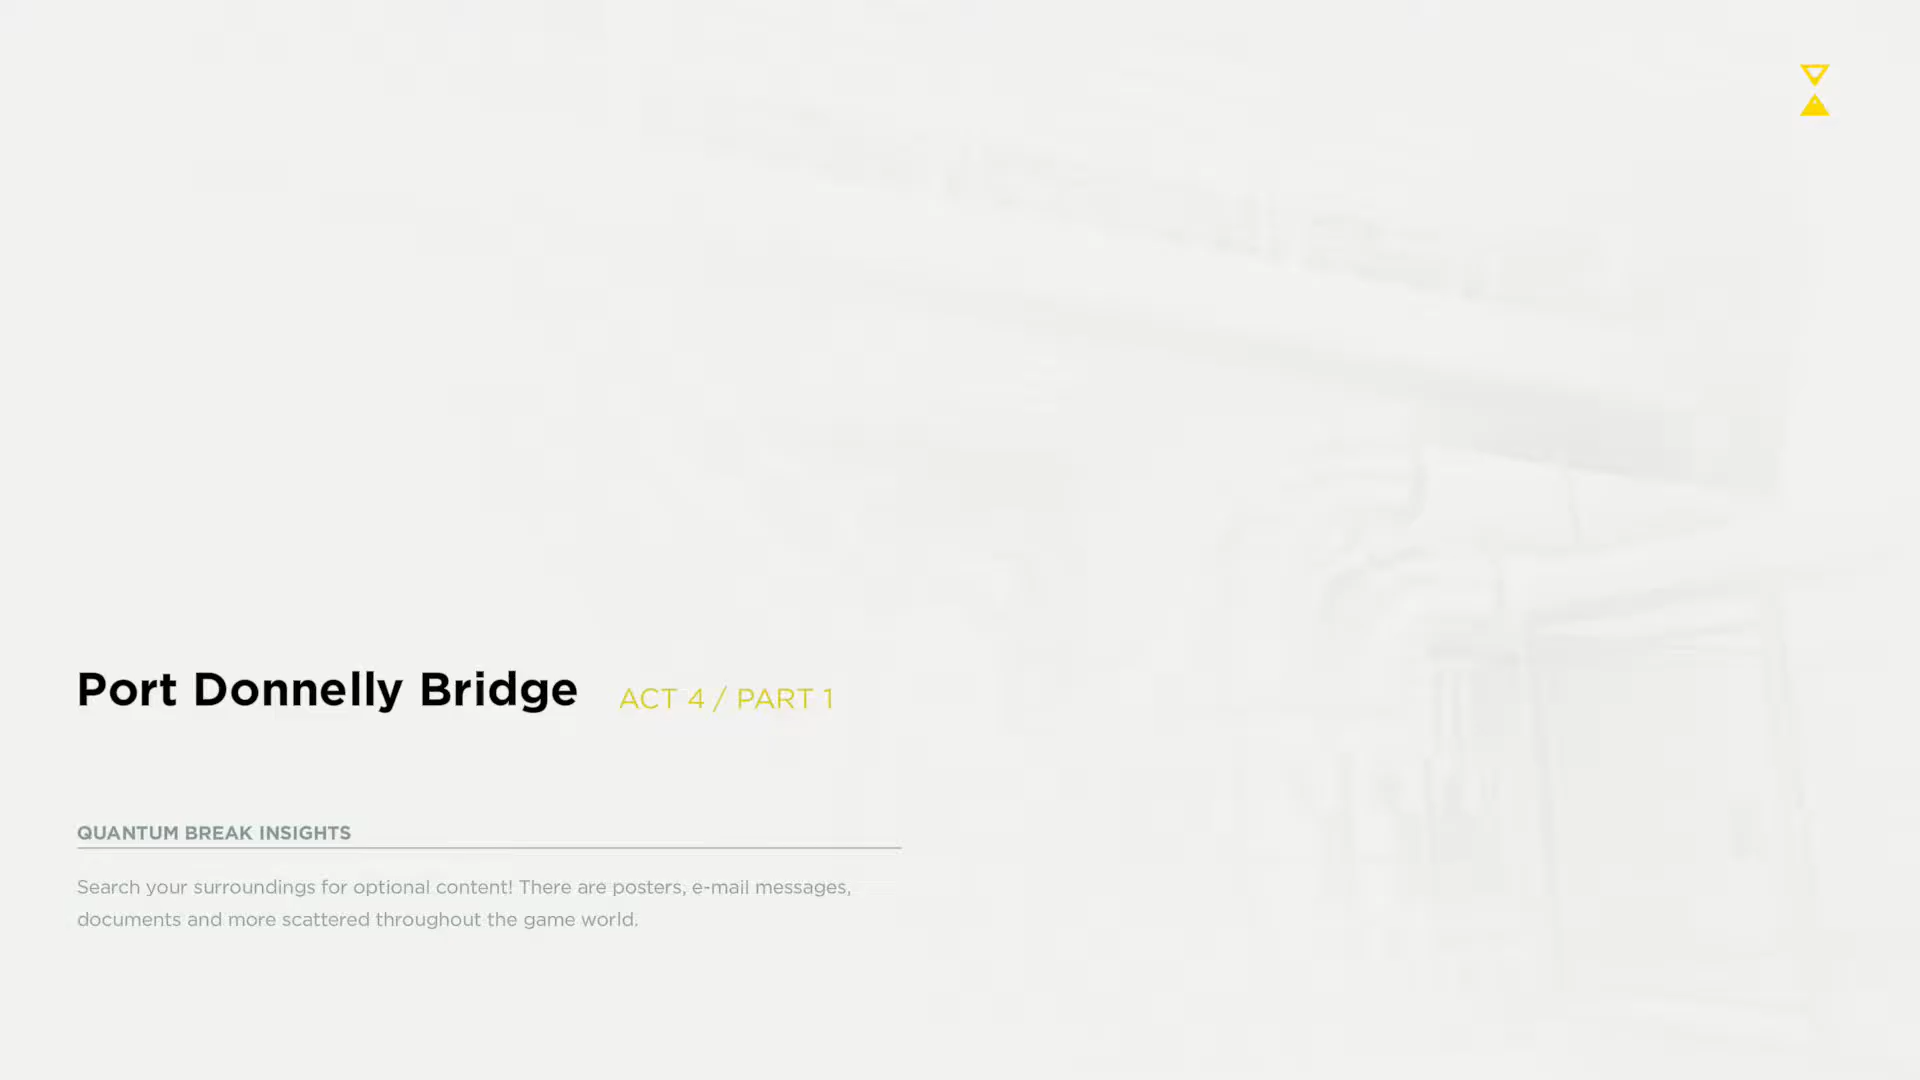 Port Donnelly Bridge
ACT 4 / PART 1
QUANTUM BREAK INSIGHTS
Search your surroundings for optional content! There are posters, e-mail messages,
documents and more scattered throughout the game world.